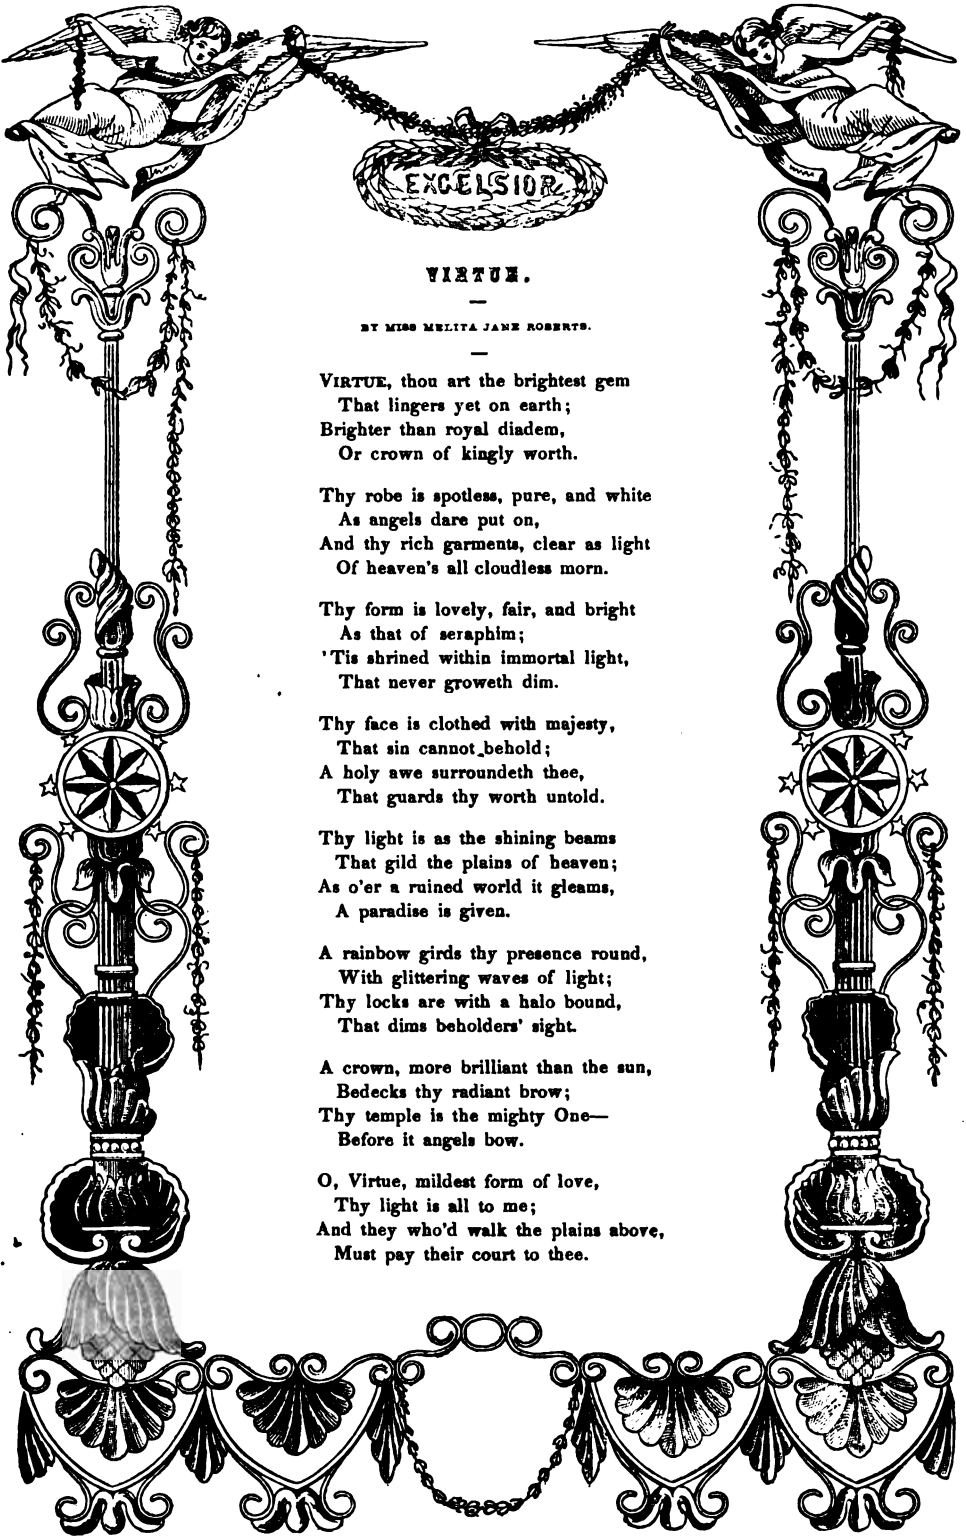 EXCELSIOR
VIRTUE.
BY MISS MELITA JANE ROBERTS.
VIRTUE, thou art the brightest gem
That lingers yet on earth;
Brighter than royal diadem,
Or crown of kingly worth.
Thy robe is spotless, pure, and white
As angels dare put on,
And thy rich garments, clear as light
Of heaven's all cloudless morn.
Thy form is lovely, fair, and bright
As that of seraphim;
'Tis shrined within immortal light,
That never groweth dim.
Thy face is clothed with majesty,
That sin cannot behold;
A holy awe surroundeth thee,
That guards thy worth untold.
Thy light is as the shining beams
That gild the plains of heaven;
As o'er a ruined world it gleams,
A paradise is given.
A rainbow girds thy presence round,
With glittering waves of light;
Thy locks are with a halo bound,
That dims beholders' sight.
A crown, more brilliant than the sun,
Bedecks thy radiant brow;
Thy temple is the mighty One—
Before it angels bow.
O, Virtue, mildest form of love,
Thy light is all to me;
And they who'd walk the plains above,
Must pay their court to thee.